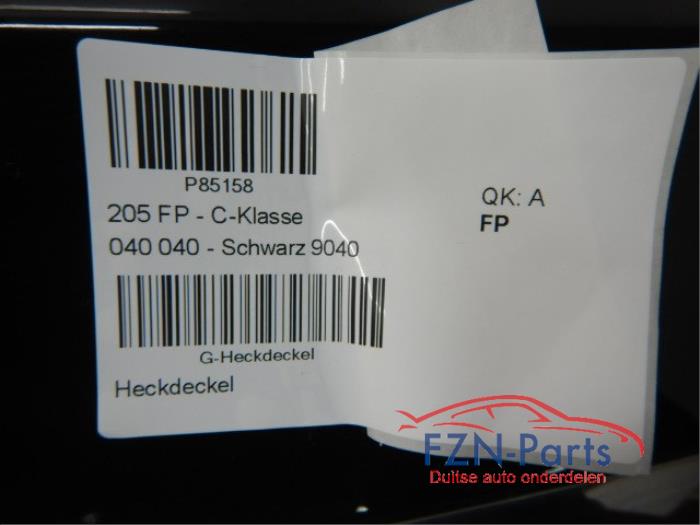 P85158
205 FP - C-Klasse
040 040 - Schwarz 9040
G-Heckdeckel
Heckdeckel
QK: A
FP
FZN-Parts
Duitse auto onderdelen